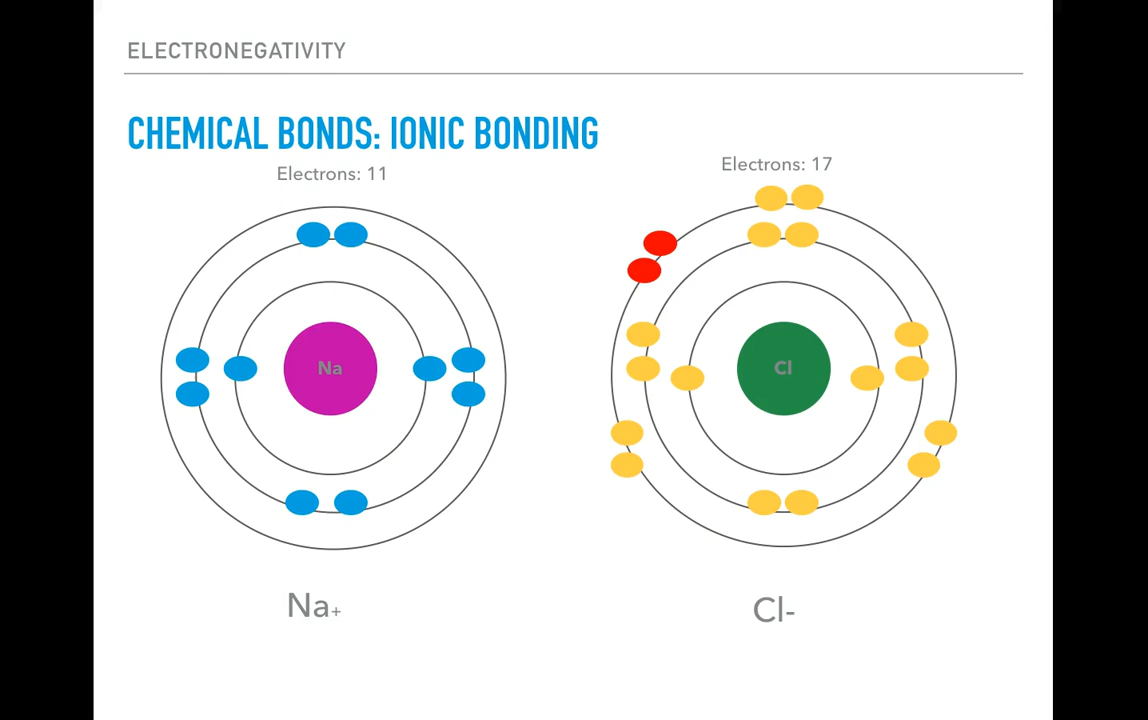 ELECTRONEGATIVITY
CHEMICAL BONDS: IONIC BONDING
Electrons: 11
Electrons: 17
Na
Cl
Na+
Cl-